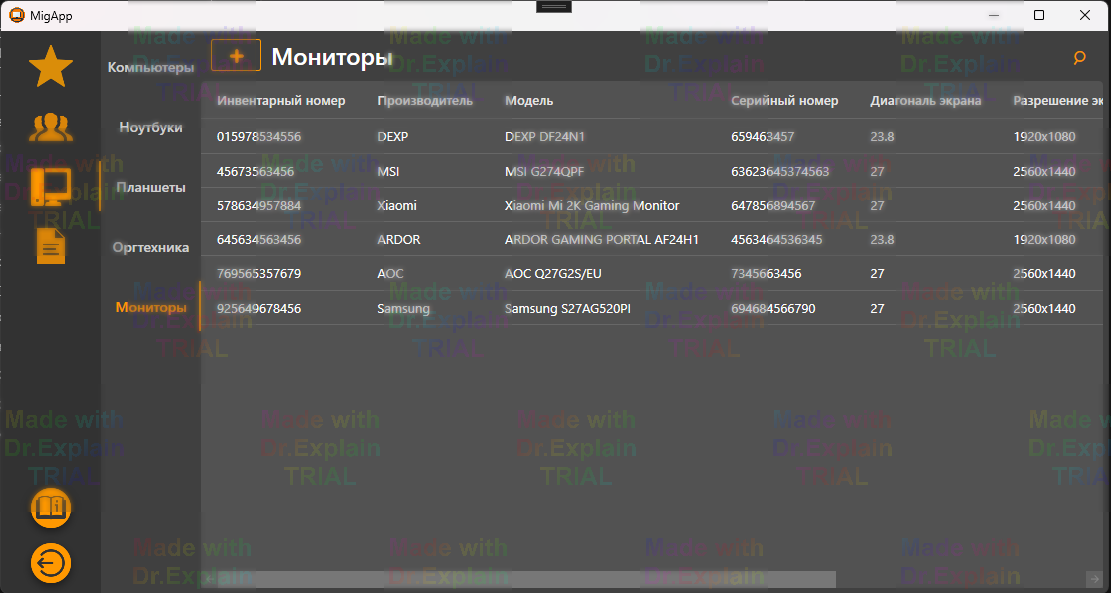 MigApp
Компьютеры
Ноутбуки
Планшеты
Оргтехника
Мониторы
+ Мониторы
Инвентарный номер Производитель Модель Серийный номер Диагональ экрана Разрешение эк
015978534556 DEXP DEXP DF24N1 659463457 23.8 1920x1080
45673563456 MSI MSI G274QPF 63623645374563 27 2560x1440
578634957884 Xiaomi Xiaomi Mi 2K Gaming Monitor 647856894567 27 2560x1440
645634563456 ARDOR ARDOR GAMING PORTAL AF24H1 4563464536345 23.8 1920x1080
769565357679 AOC AOC Q27G2S/EU 7345663456 27 2560x1440
925649678456 Samsung Samsung S27AG520PI 694684566790 27 2560x1440
Made with
Dr.Explain
TRIAL